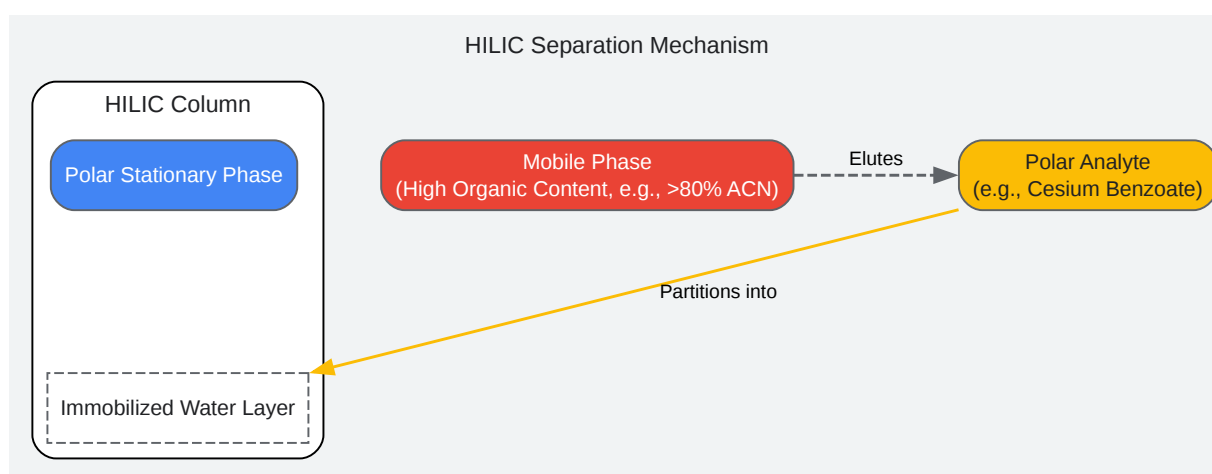 HILIC Separation Mechanism
HILIC Column
Polar Stationary Phase
Mobile Phase
(High Organic Content, e.g., >80% ACN)
Elutes
Polar Analyte
(e.g., Cesium Benzoate)
Partitions into
Immobilized Water Layer